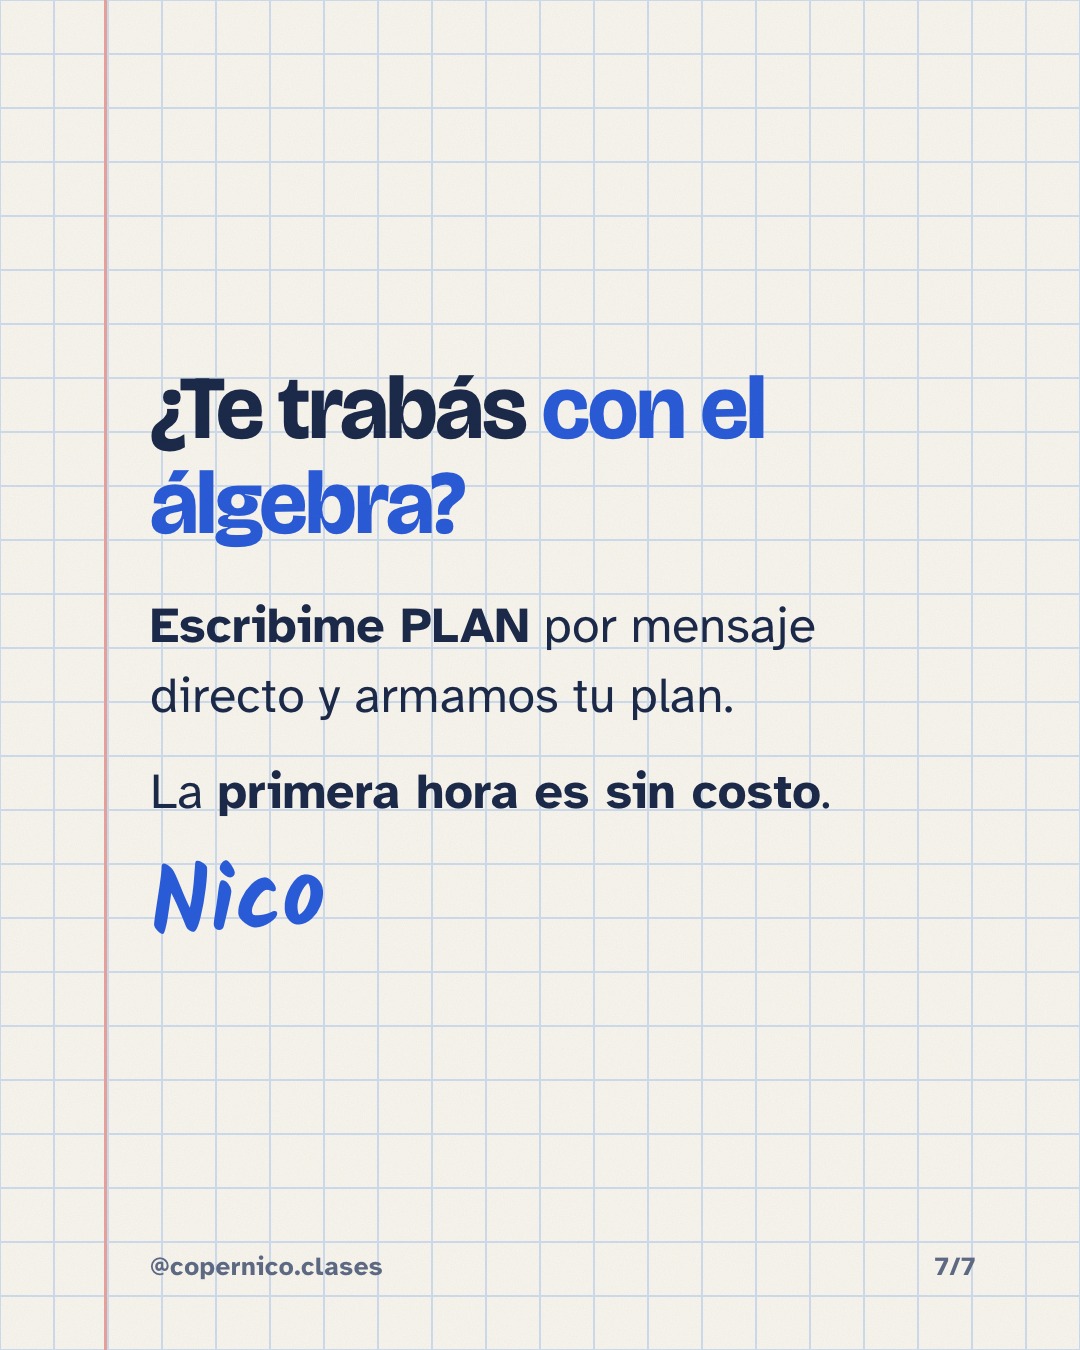 ¿Te trabás con el
álgebra?
Escribime PLAN por mensaje
directo y armamos tu plan.
La primera hora es sin costo.
Nico
@copernico.clases
7/7